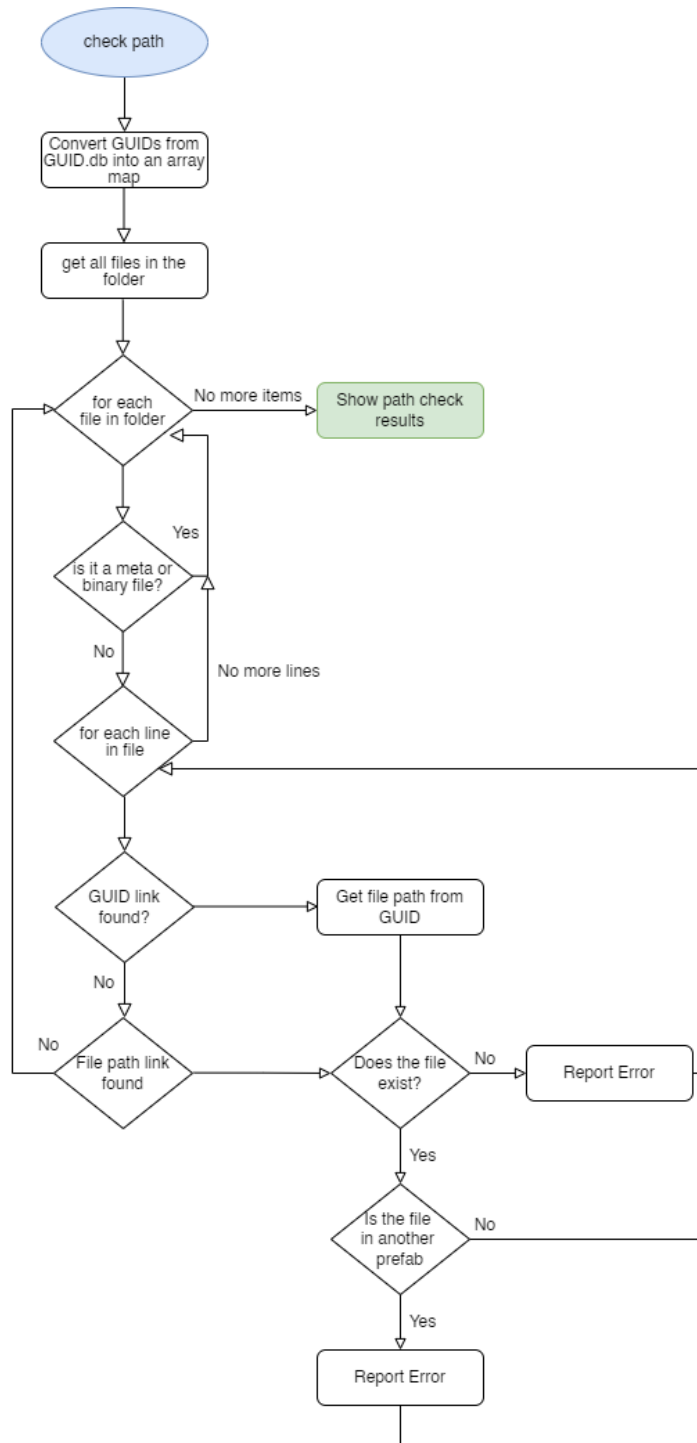 check path
Convert GUIDs from
GUID.db into an array
map
get all files in the
folder
for each
file in folder
No more items
Show path check
results
Yes
is it a meta or
binary file?
No
No more lines
for each line
in file
GUID link
found?
Get file path from
GUID
No
No
File path link
found
Does the file
exist?
No
Report Error
Yes
Is the file
in another
prefab
No
Yes
Report Error